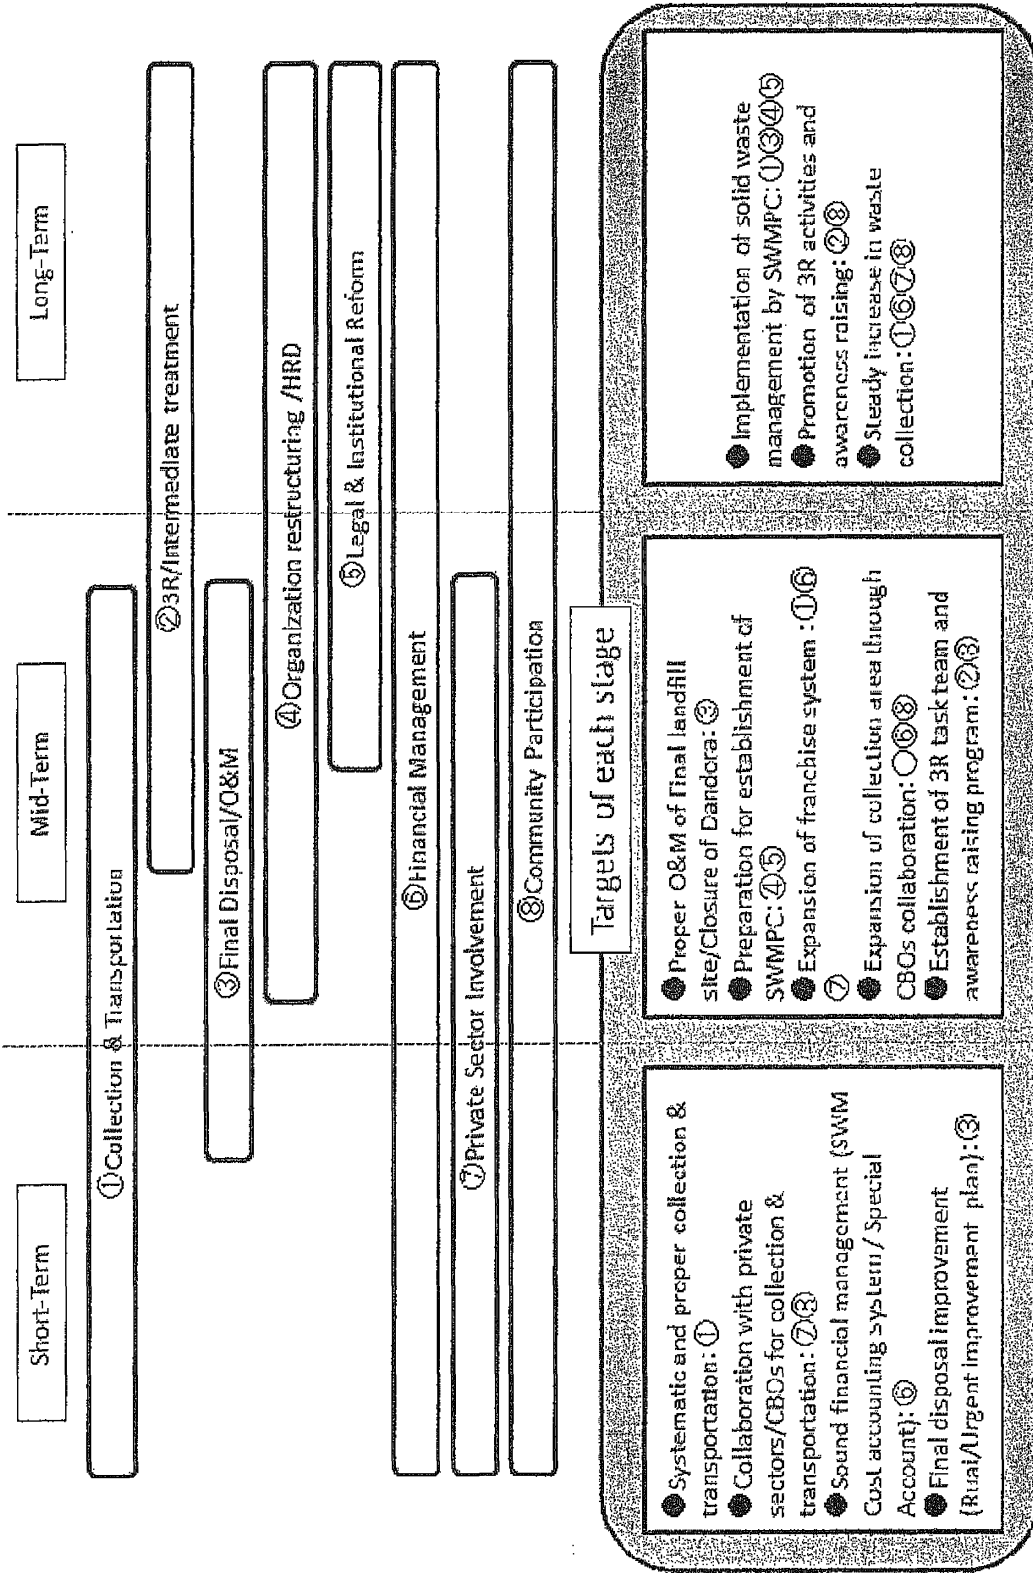 Short-Term
Mid-Term
Long-Term
①Collection & Transportation
②3R/Intermediate treatment
③Final Disposal/O&M
④Organization restructuring /HRD
⑤Legal & Institutional Reform
⑥Financial Management
⑦Private Sector Involvement
⑧Community Participation
Targets of each stage
●Systematic and proper collection &
transportation: ①
●Collaboration with private
sectors/CBOs for collection &
transportation: ⑦⑧
●Sound financial management (SWM
Cost accounting system / Special
Account): ⑥
●Final disposal improvement
(Ruai/Urgent improvement plan): ③
●Proper O&M of Final landfill
site/Closure of Dandora: ③
●Preparation for establishment of
SWMPC: ④⑤
●Expansion of franchise system : ①⑥
⑦
●Expansion of collection area through
CBOs collaboration: ⑥⑧
●Establishment of 3R task team and
awareness raising program: ②⑧
●Implementation of solid waste
management by SWMPC: ①③④⑤
●Promotion of 3R activities and
awareness raising: ②⑧
●Steady increase in waste
collection: ①⑥⑦⑧